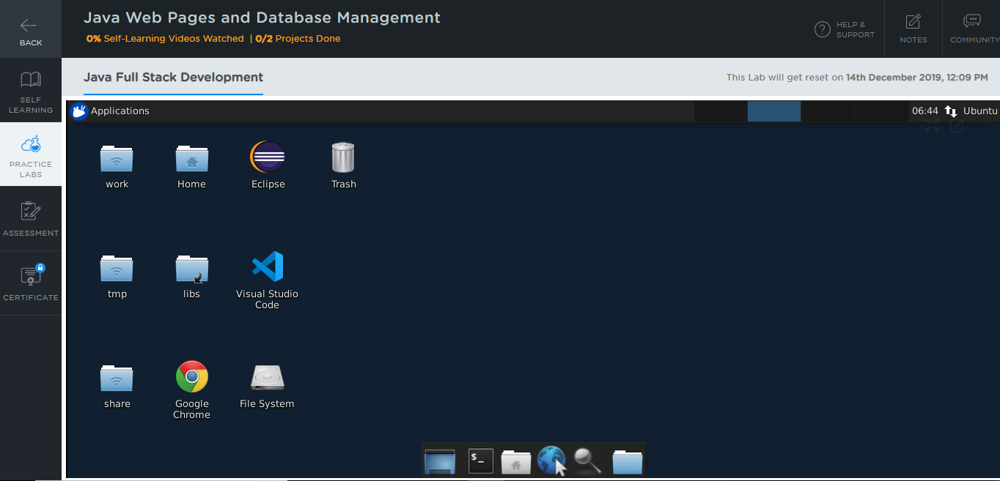 BACK
Java Web Pages and Database Management
0% Self-Learning Videos Watched | 0/2 Projects Done
HELP &
SUPPORT
NOTES
COMMUNITY
SELF
LEARNING
PRACTICE
LABS
ASSESSMENT
CERTIFICATE
Java Full Stack Development
This Lab will get reset on 14th December 2019, 12:09 PM
Applications
06:44
Ubuntu
work
Home
Eclipse
Trash
tmp
libs
Visual Studio
Code
share
Google
Chrome
File System
$_